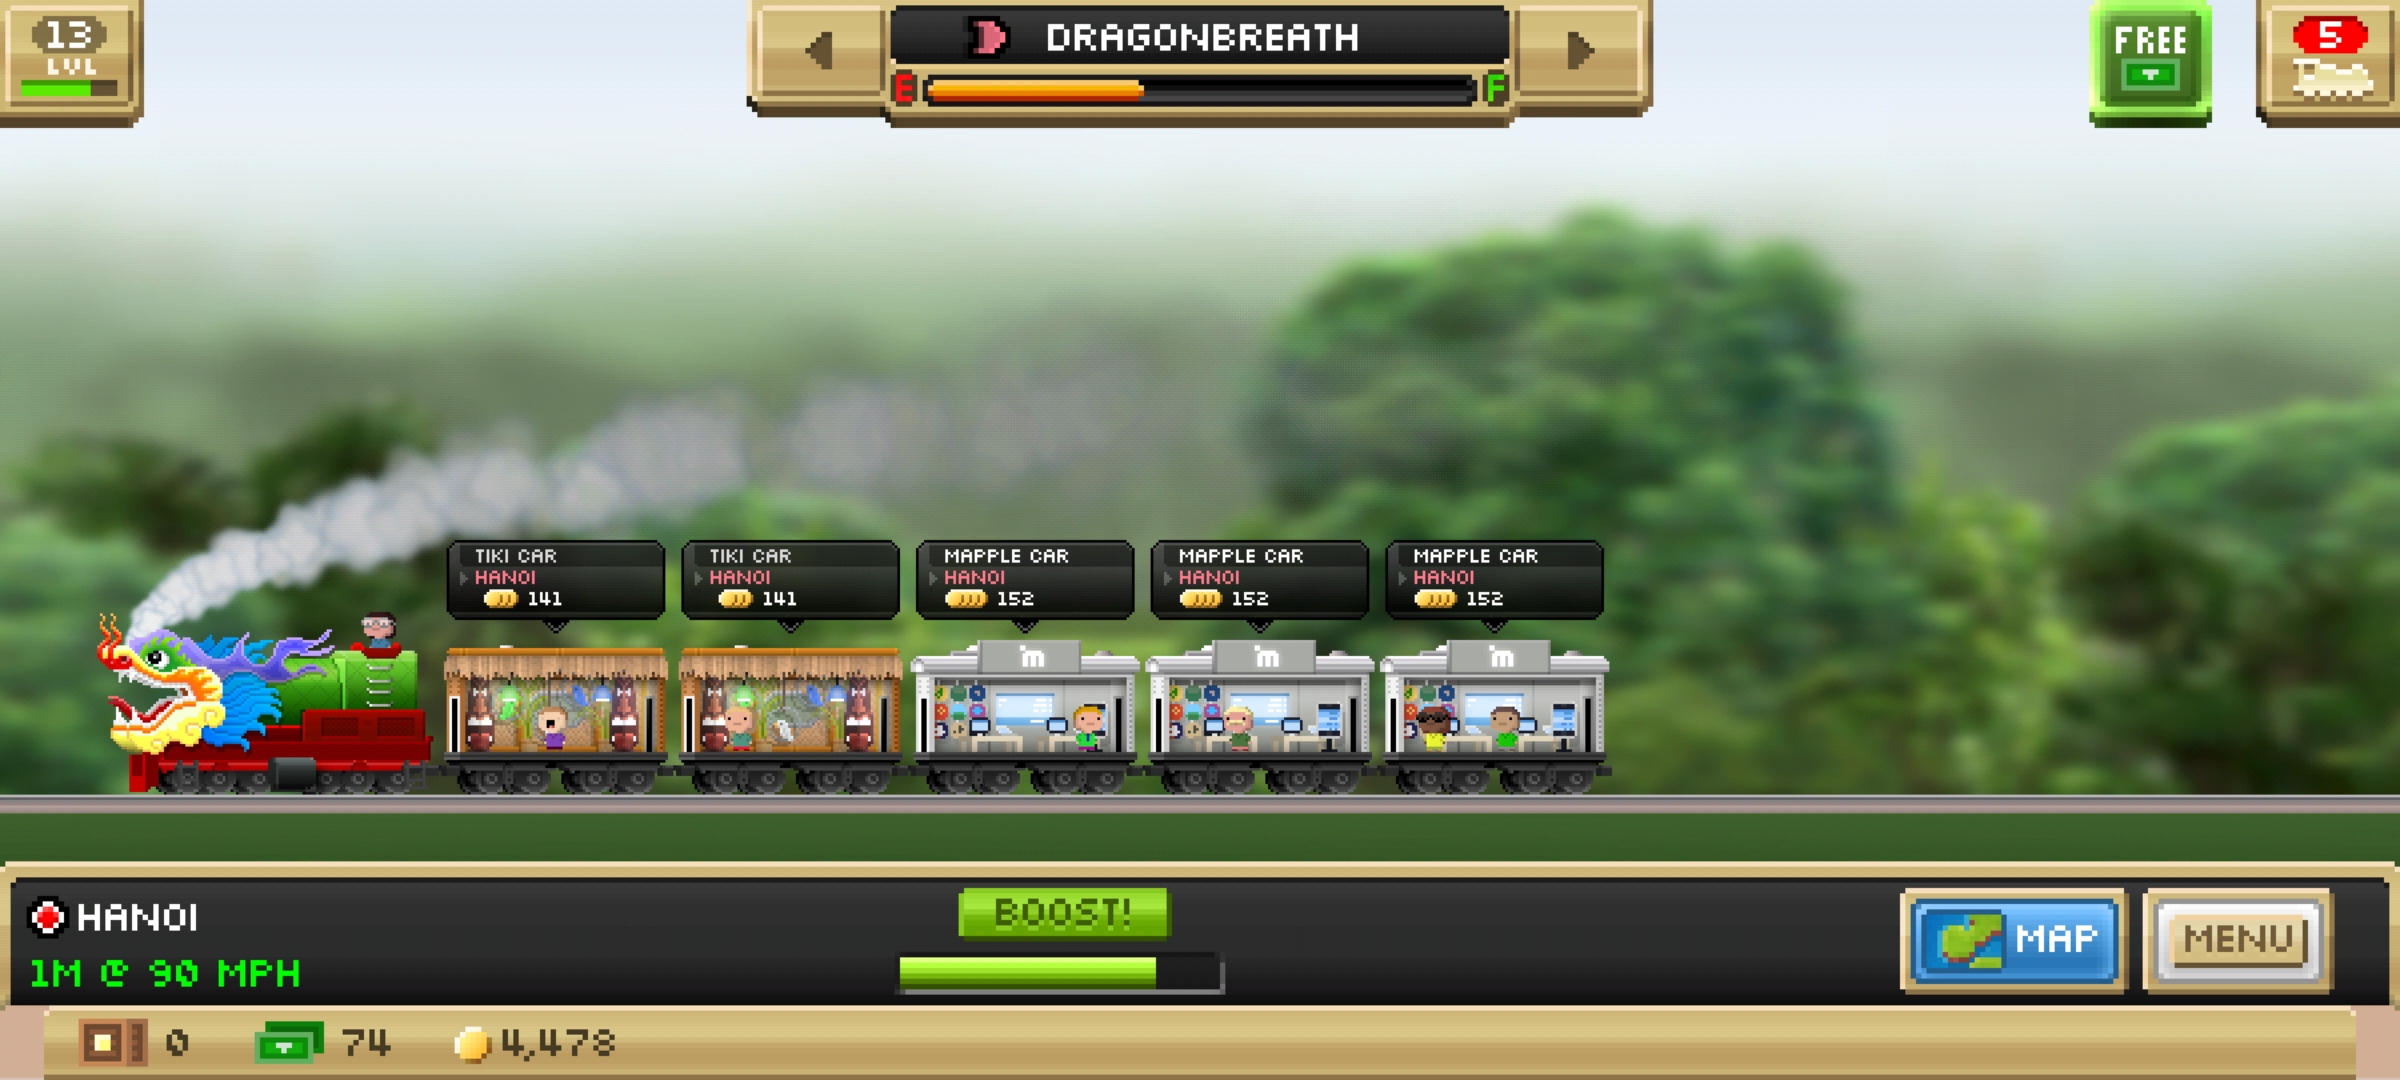 13
LVL
DRAGONBREATH
E
F
FREE
5
TIKI CAR
HANOI
141
TIKI CAR
HANOI
141
MAPPLE CAR
HANOI
152
MAPPLE CAR
HANOI
152
MAPPLE CAR
HANOI
152
m
m
m
HANOI
1M @ 90 MPH
BOOST!
MAP
MENU
0
74
4,478